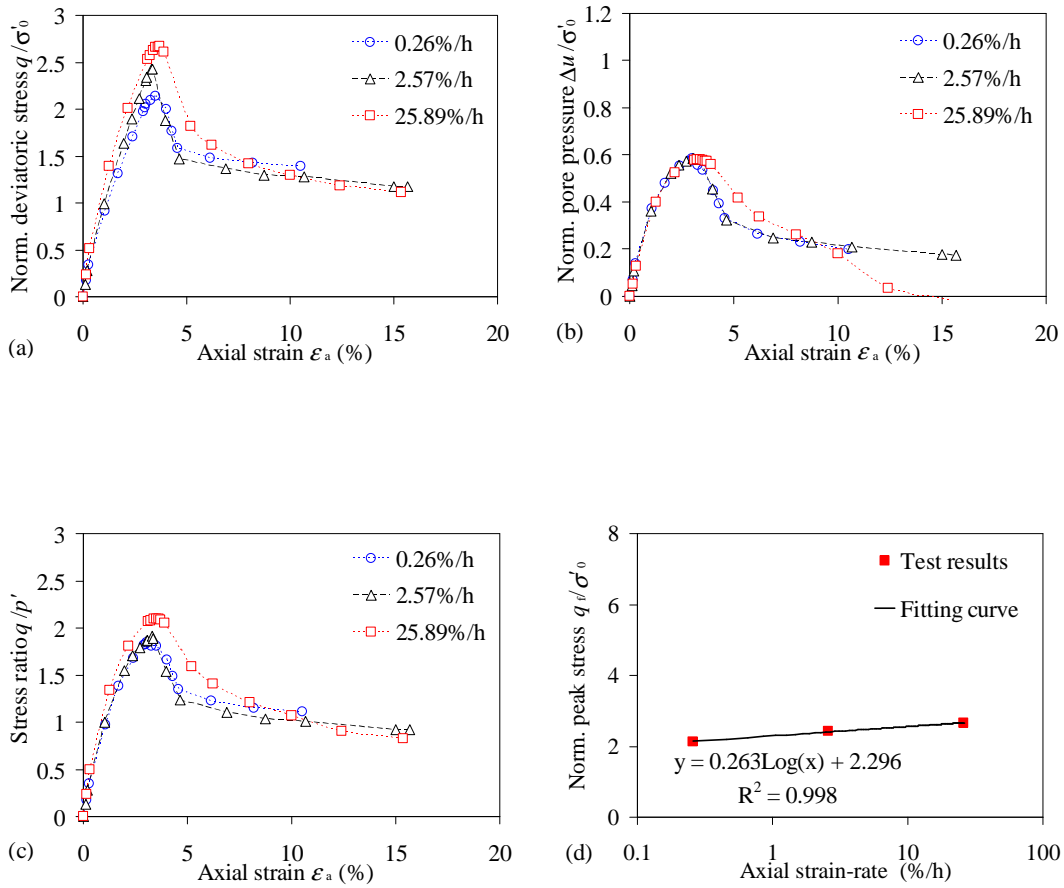 3
2.5
2
1.5
1
0.5
0
Norm. deviatoric stress q/σ'0
0.26%/h
2.57%/h
25.89%/h
0 5 10 15 20
Axial strain εa (%)
(a)
1.2
1
0.8
0.6
0.4
0.2
0
Norm. pore pressure Δu/σ'0
0.26%/h
2.57%/h
25.89%/h
0 5 10 15 20
Axial strain εa (%)
(b)
3
2.5
2
1.5
1
0.5
0
Stress ratio q/p'
0.26%/h
2.57%/h
25.89%/h
0 5 10 15 20
Axial strain εa (%)
(c)
8
6
4
2
0
Norm. peak stress qf/σ'0
Test results
Fitting curve
y = 0.263Log(x) + 2.296
R2 = 0.998
0.1 1 10 100
Axial strain-rate (%/h)
(d)